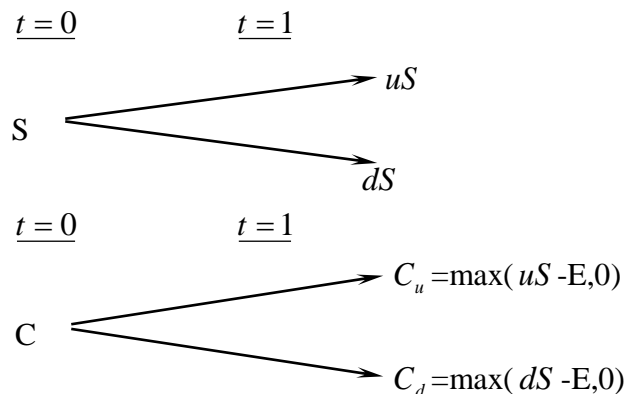 t = 0 t = 1
uS
S
dS
t = 0 t = 1
C_u =max( uS -E,0)
C
C_d =max( dS -E,0)